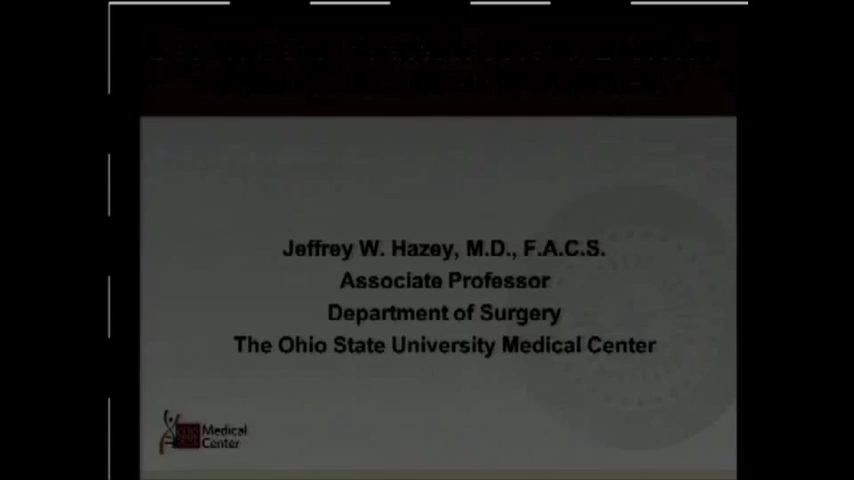 Jeffrey W. Hazey, M.D., F.A.C.S.
Associate Professor
Department of Surgery
The Ohio State University Medical Center
Medical
Center